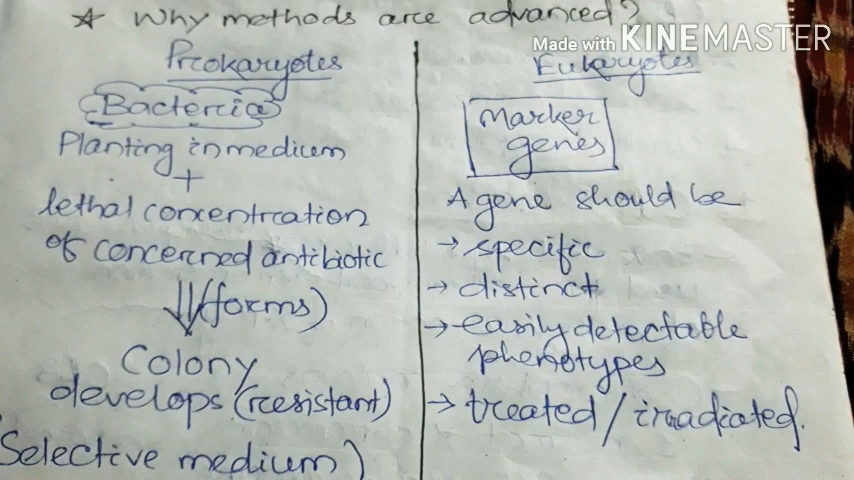 ☆ Why methods are advanced?
Made with KINEMASTER
Prokaryotes
Bacteria
Planting in medium
+
lethal concentration
of concerned antibiotic
⇓ (forms)
Colony
develops (resistant)
(Selective medium)
Eukaryotes
Marker
genes
A gene should be
→ specific
→ distinct
→ easily detectable
phenotypes
→ treated / irradiated.